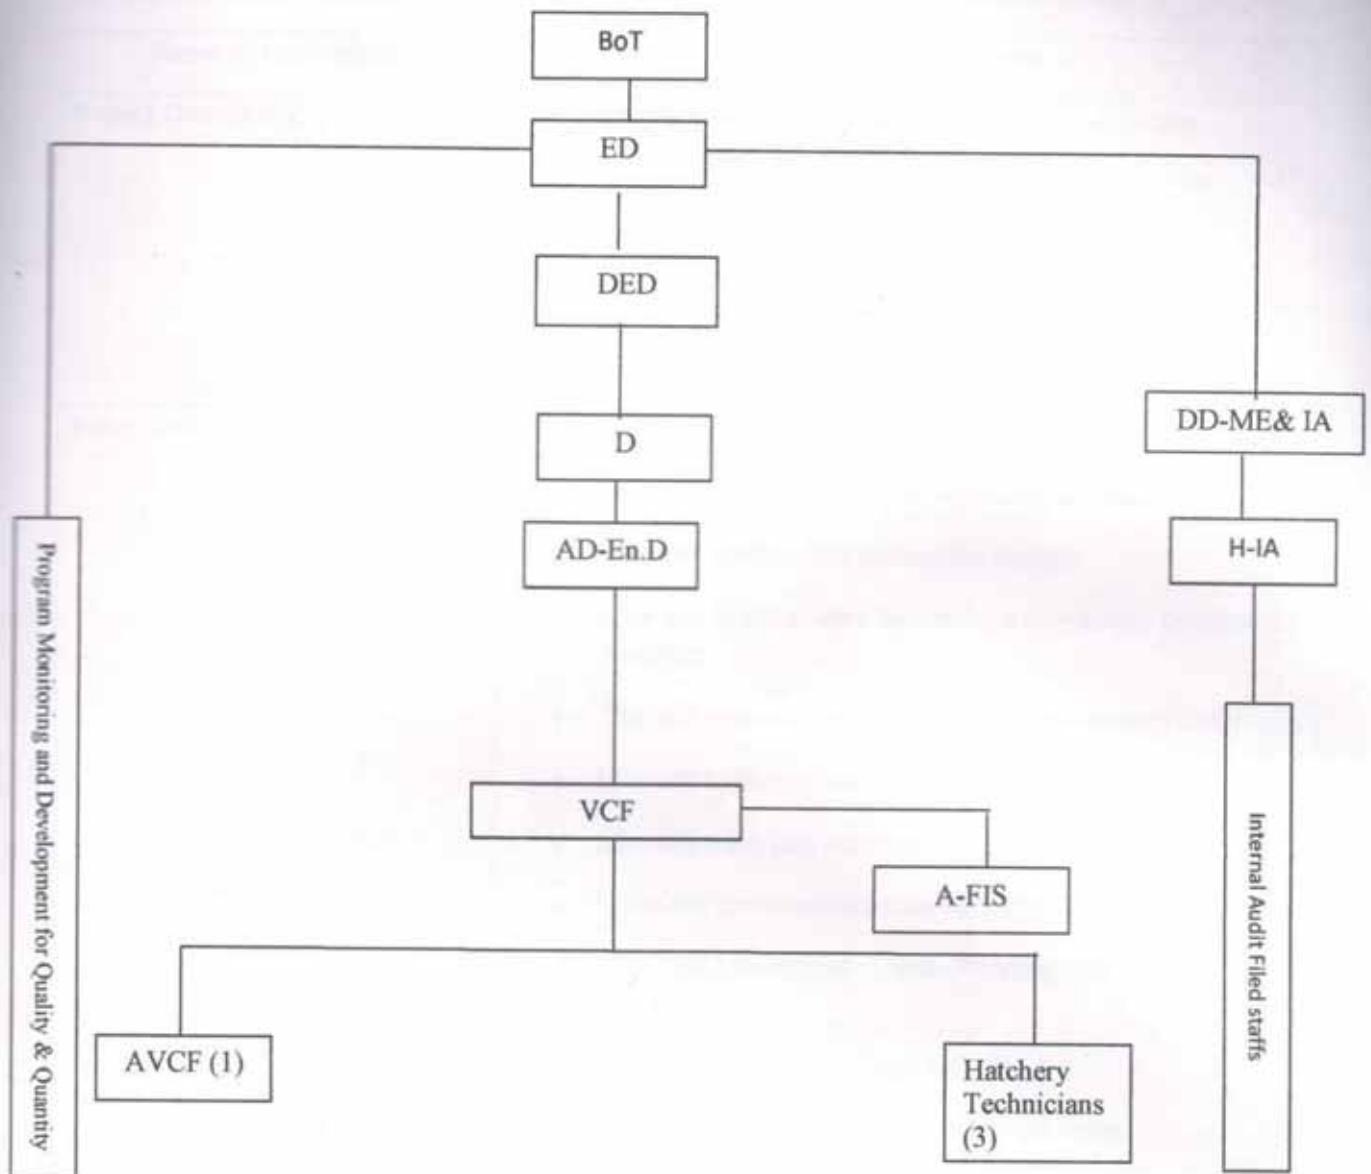 BoT
ED
DED
D
DD-ME& IA
AD-En.D
H-IA
Program Monitoring and Development for Quality & Quantity
VCF
A-FIS
Internal Audit Filed staffs
AVCF (1)
Hatchery
Technicians
(3)